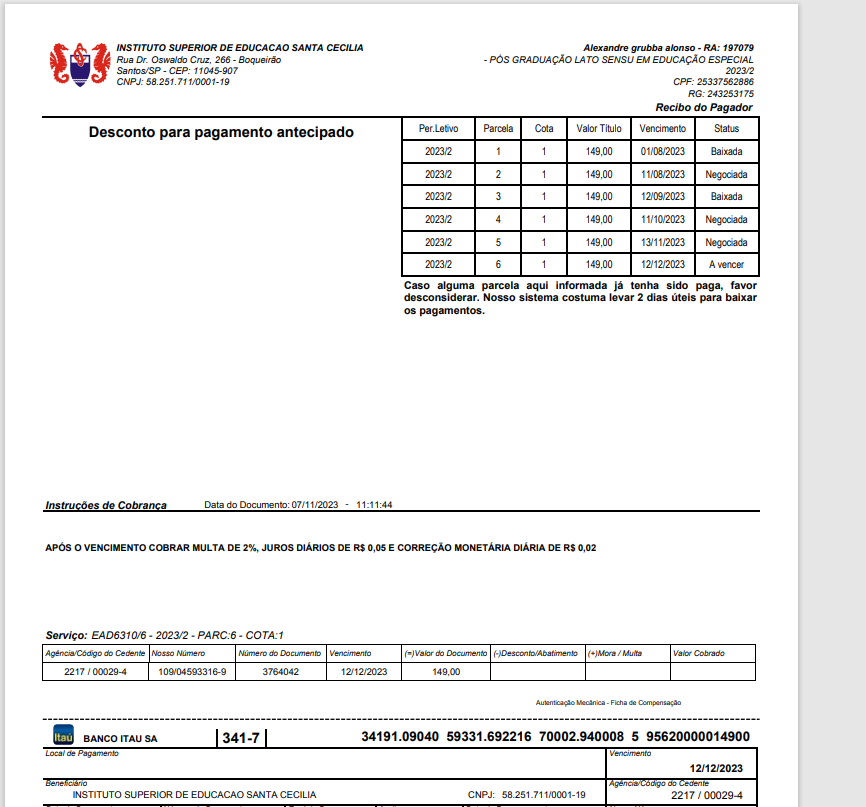 INSTITUTO SUPERIOR DE EDUCACAO SANTA CECILIA
Rua Dr. Oswaldo Cruz, 266 - Boqueirão
Santos/SP - CEP: 11045-907
CNPJ: 58.251.711/0001-19
Alexandre grubba alonso - RA: 197079
- PÓS GRADUAÇÃO LATO SENSU EM EDUCAÇÃO ESPECIAL
2023/2
CPF: 25337562886
RG: 243253175
Recibo do Pagador
Desconto para pagamento antecipado
Per.Letivo Parcela Cota Valor Título Vencimento Status
2023/2 1 1 149,00 01/08/2023 Baixada
2023/2 2 1 149,00 11/08/2023 Negociada
2023/2 3 1 149,00 12/09/2023 Baixada
2023/2 4 1 149,00 11/10/2023 Negociada
2023/2 5 1 149,00 13/11/2023 Negociada
2023/2 6 1 149,00 12/12/2023 A vencer
Caso alguma parcela aqui informada já tenha sido paga, favor
desconsiderar. Nosso sistema costuma levar 2 dias úteis para baixar
os pagamentos.
Instruções de Cobrança Data do Documento: 07/11/2023 - 11:11:44
APÓS O VENCIMENTO COBRAR MULTA DE 2%, JUROS DIÁRIOS DE R$ 0,05 E CORREÇÃO MONETÁRIA DIÁRIA DE R$ 0,02
Serviço: EAD6310/6 - 2023/2 - PARC:6 - COTA:1
Agência/Código do Cedente Nosso Número Número do Documento Vencimento (=)Valor do Documento (-)Desconto/Abatimento (+)Mora / Multa Valor Cobrado
2217 / 00029-4 109/04593316-9 3764042 12/12/2023 149,00
Autenticação Mecânica - Ficha de Compensação
Itaú BANCO ITAU SA 341-7 34191.09040 59331.692216 70002.940008 5 95620000014900
Local de Pagamento Vencimento
12/12/2023
Beneficiário Agência/Código do Cedente
INSTITUTO SUPERIOR DE EDUCACAO SANTA CECILIA CNPJ: 58.251.711/0001-19 2217 / 00029-4